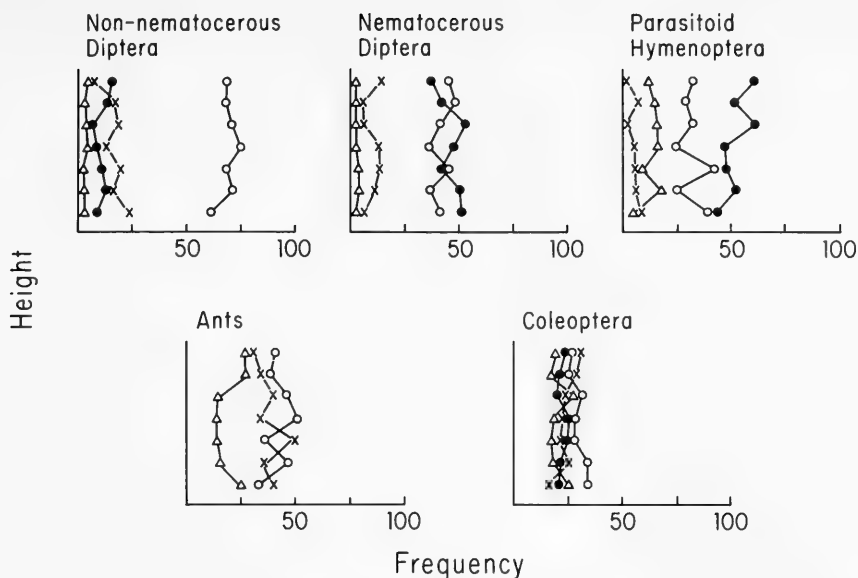 Non-nematocerous
Diptera
Nematocerous
Diptera
Parasitoid
Hymenoptera
50
100
50
100
50
100
Height
Ants
Coleoptera
50
100
50
100
Frequency